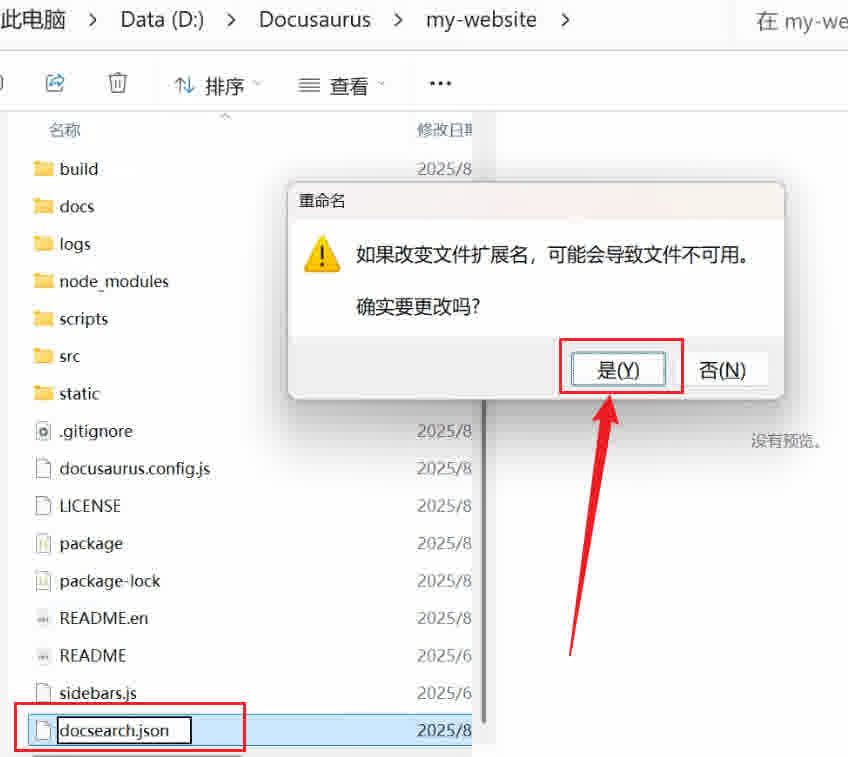 此电脑 > Data (D:) > Docusaurus > my-website >
在 my-we
排序
查看
...
名称
修改日期
build 2025/8
docs
logs
node_modules
scripts
src
static
.gitignore 2025/8
docusaurus.config.js 2025/8
LICENSE 2025/8
package 2025/8
package-lock 2025/8
README.en 2025/8
README 2025/6
sidebars.js 2025/6
docsearch.json 2025/8
重命名
如果改变文件扩展名，可能会导致文件不可用。
确实要更改吗?
是(Y)
否(N)
没有预览。